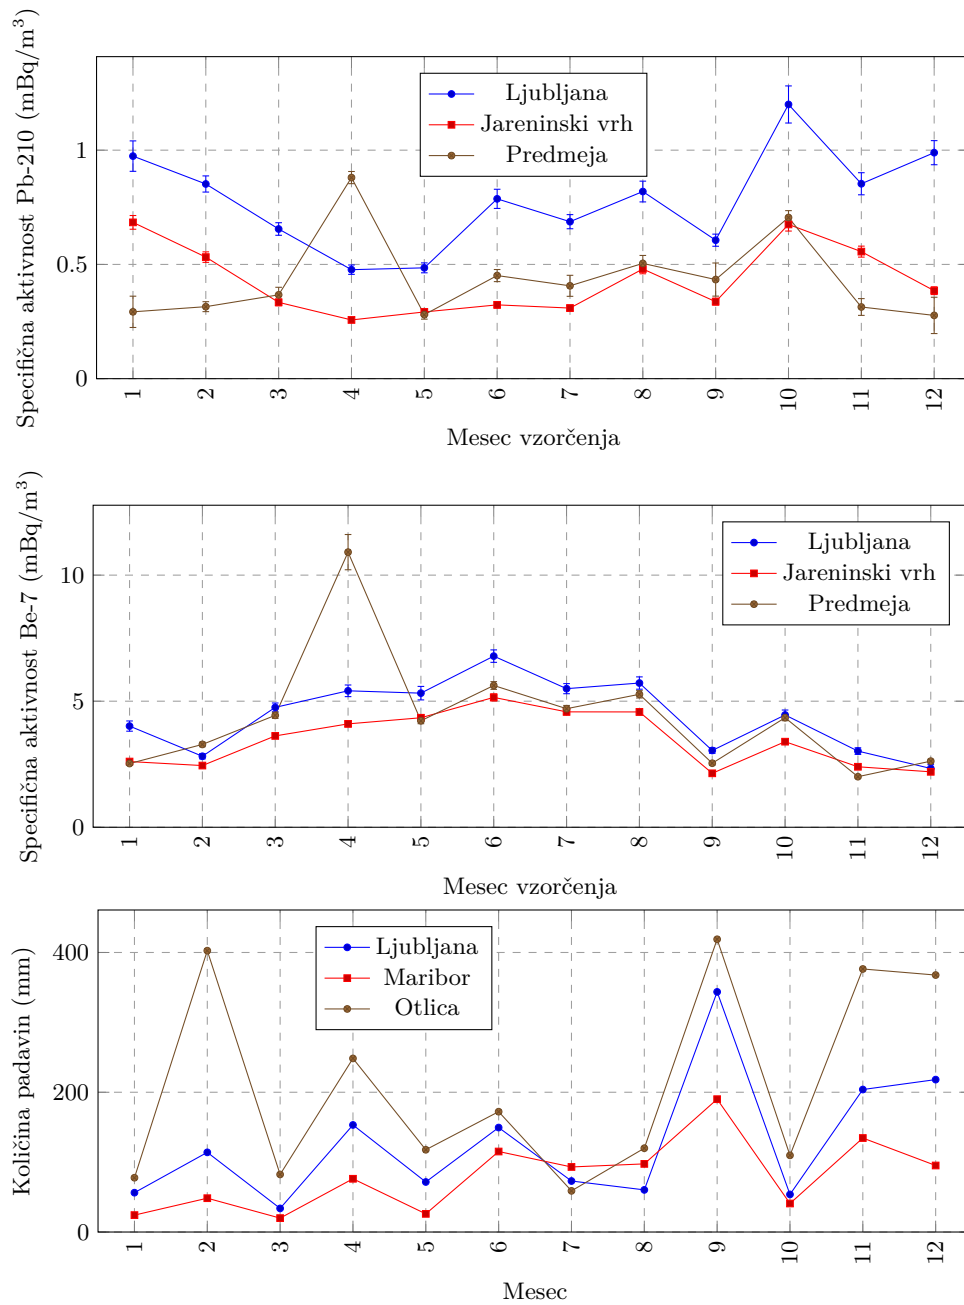 Specifična aktivnost Pb-210 (mBq/m³)
1
0.5
0
Ljubljana
Jareninski vrh
Predmeja
1 2 3 4 5 6 7 8 9 10 11 12
Mesec vzorčenja
Specifična aktivnost Be-7 (mBq/m³)
10
5
0
Ljubljana
Jareninski vrh
Predmeja
1 2 3 4 5 6 7 8 9 10 11 12
Mesec vzorčenja
Količina padavin (mm)
400
200
0
Ljubljana
Maribor
Otlica
1 2 3 4 5 6 7 8 9 10 11 12
Mesec